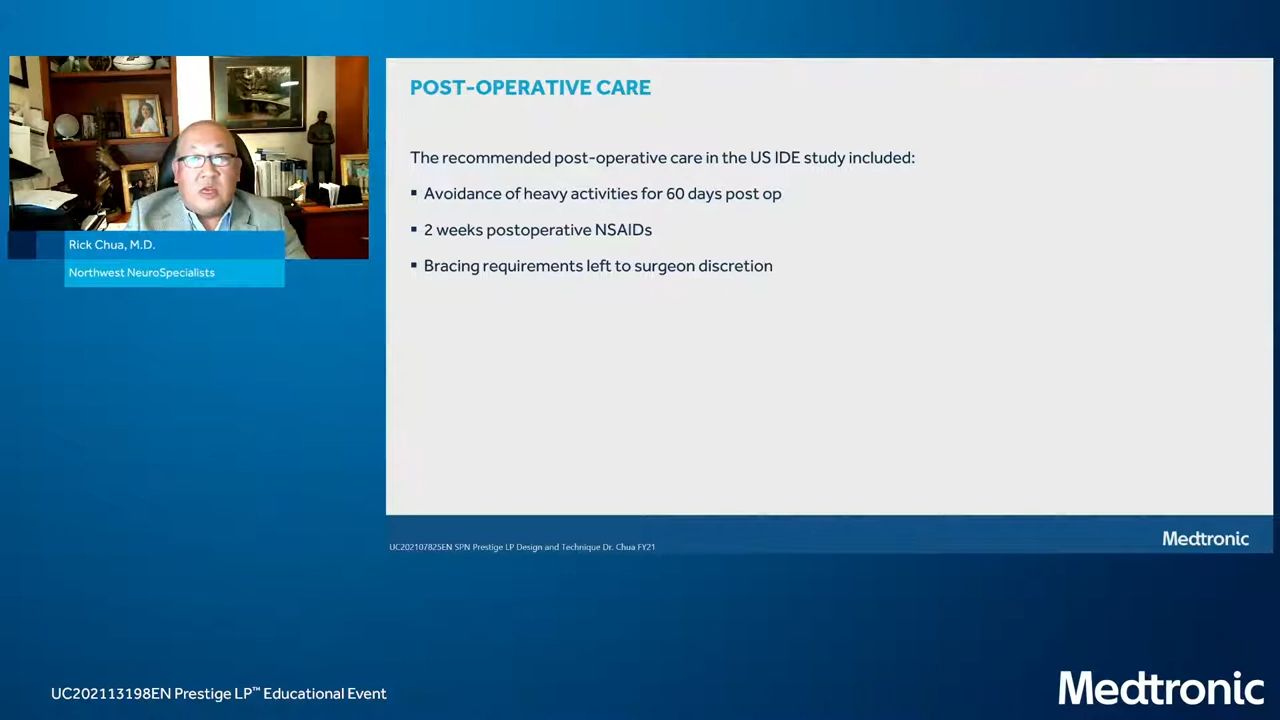 Rick Chua, M.D.
Northwest NeuroSpecialists
POST-OPERATIVE CARE
The recommended post-operative care in the US IDE study included:
▪ Avoidance of heavy activities for 60 days post op
▪ 2 weeks postoperative NSAIDs
▪ Bracing requirements left to surgeon discretion
UC202107825EN SPN Prestige LP Design and Technique Dr. Chua FY21
Medtronic
UC202113198EN Prestige LP™ Educational Event
Medtronic